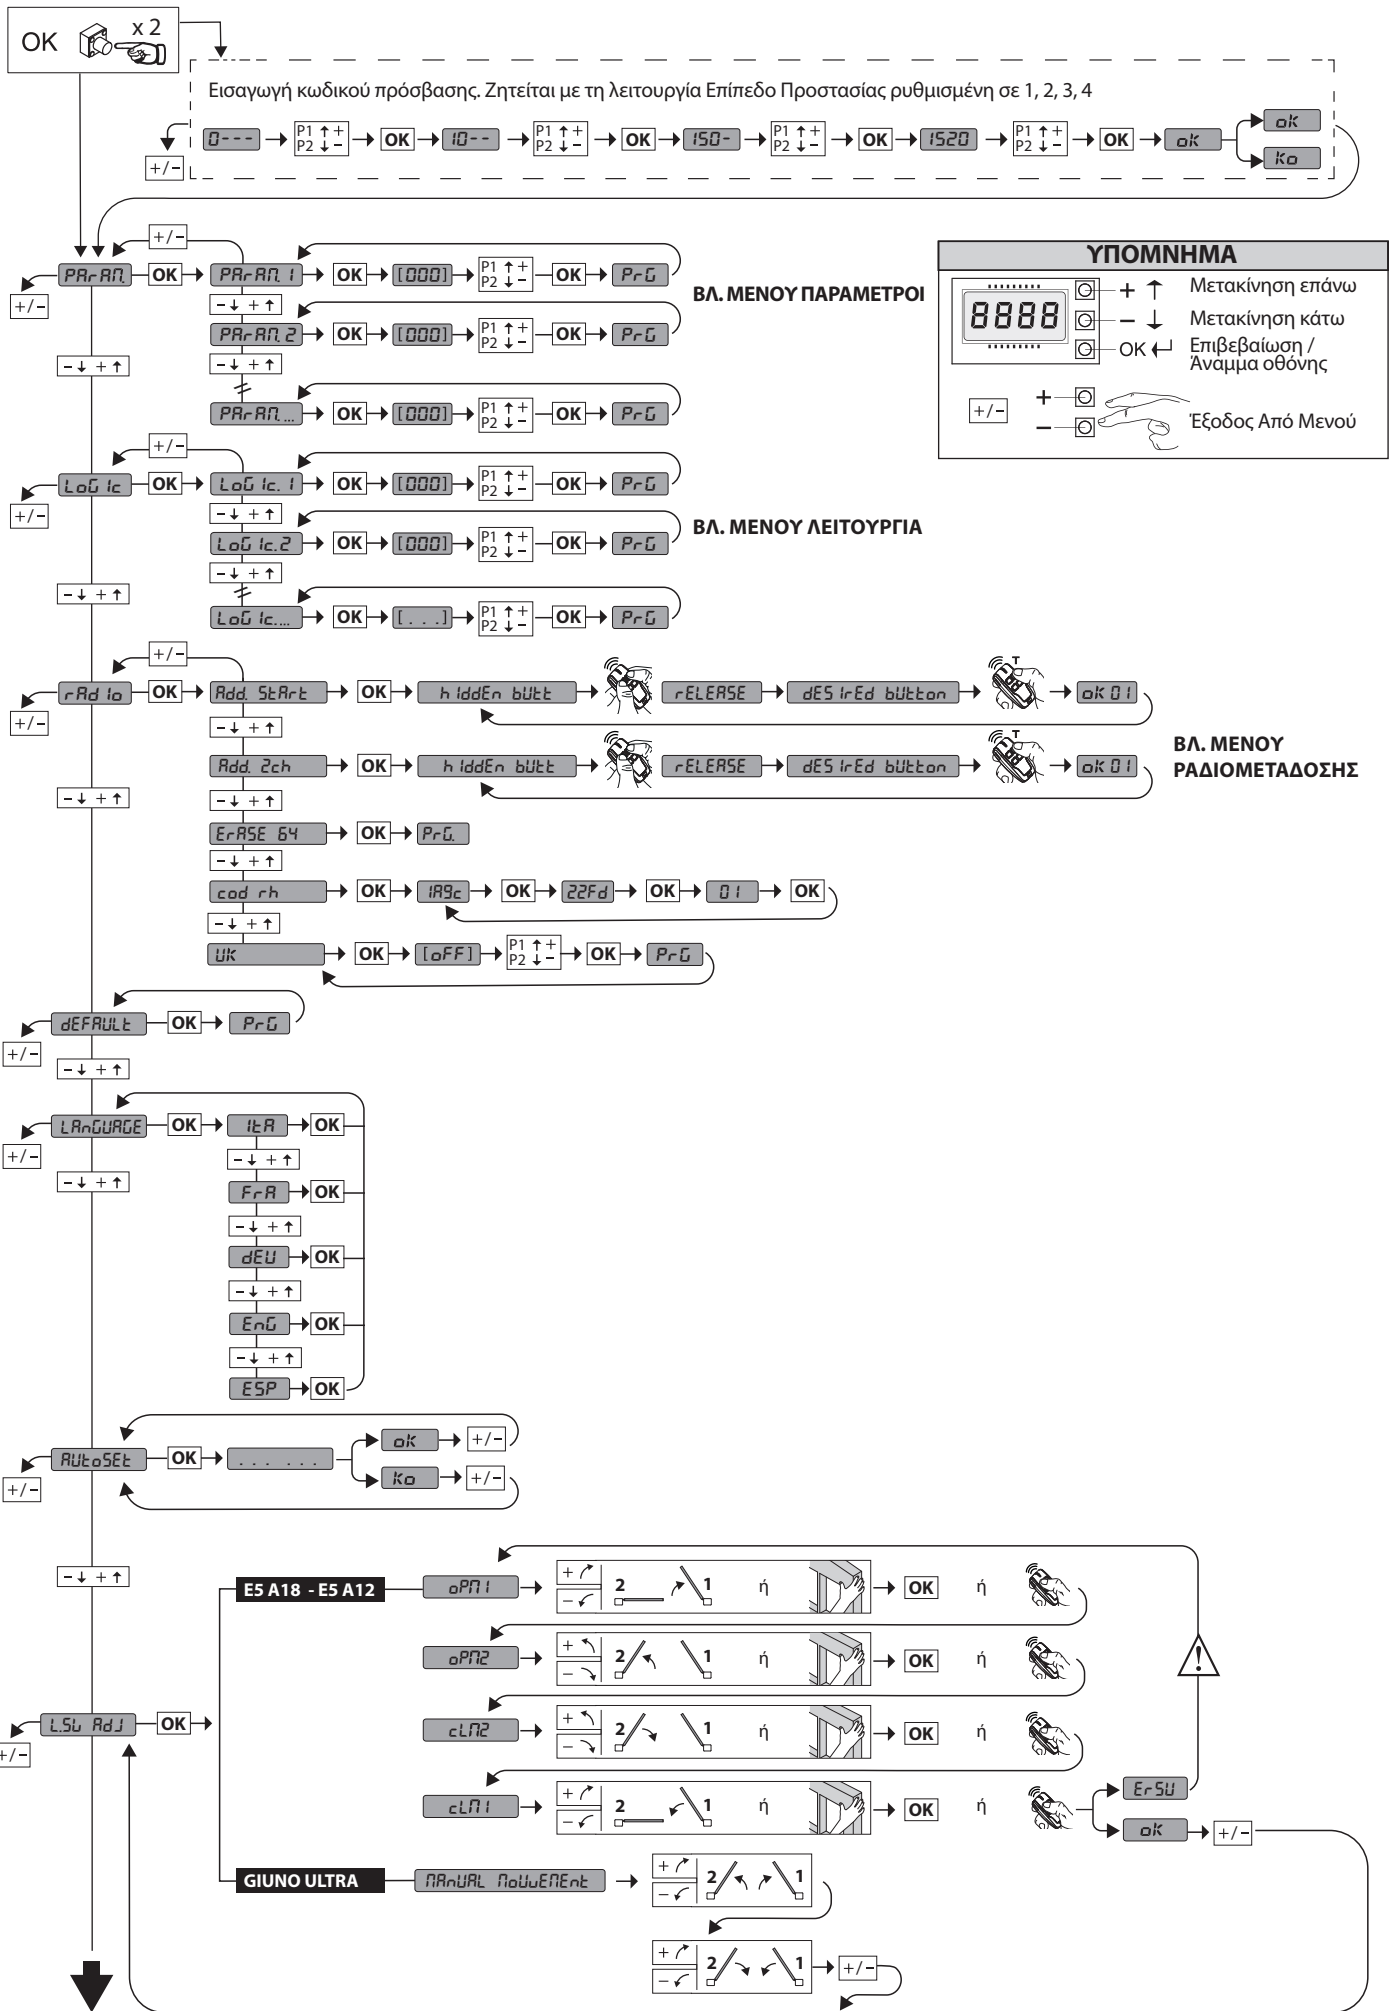 OK x 2
Εισαγωγή κωδικού πρόσβασης. Ζητείται με τη λειτουργία Επίπεδο Προστασίας ρυθμισμένη σε 1, 2, 3, 4
0--- P1 ↑ + P2 ↓ − OK 10-- P1 ↑ + P2 ↓ − OK 150- P1 ↑ + P2 ↓ − OK 1520 P1 ↑ + P2 ↓ − OK oK oK
Ko
+/−
+/−
PArAM. OK PArAM. 1 OK [000] P1 ↑ + P2 ↓ − OK PrG
+/−
− ↓ + ↑
ΒΛ. ΜΕΝΟΥ ΠΑΡΑΜΕΤΡΟΙ
PArAM. 2 OK [000] P1 ↑ + P2 ↓ − OK PrG
− ↓ + ↑
− ↓ + ↑
PArAM. ... OK [000] P1 ↑ + P2 ↓ − OK PrG
ΥΠΟΜΝΗΜΑ
8888
+ ↑ Μετακίνηση επάνω
− ↓ Μετακίνηση κάτω
OK Επιβεβαίωση /
Άναμμα οθόνης
+/− + − Έξοδος Από Μενού
+/−
LoGIc OK LoGIc. 1 OK [000] P1 ↑ + P2 ↓ − OK PrG
+/−
− ↓ + ↑
ΒΛ. ΜΕΝΟΥ ΛΕΙΤΟΥΡΓΙΑ
LoGIc. 2 OK [000] P1 ↑ + P2 ↓ − OK PrG
− ↓ + ↑
− ↓ + ↑
LoGIc. ... OK [. . .] P1 ↑ + P2 ↓ − OK PrG
+/−
rAdIo OK Add. StArt OK hIddEn bUtt rELEASE dESIrEd bUtton T oK 01
+/−
− ↓ + ↑
ΒΛ. ΜΕΝΟΥ
ΡΑΔΙΟΜΕΤΑΔΟΣΗΣ
Add. 2ch OK hIddEn bUtt rELEASE dESIrEd bUtton T oK 01
− ↓ + ↑
− ↓ + ↑
ErASE 64 OK PrG.
− ↓ + ↑
cod rh OK 1A9c OK 22Fd OK 01 OK
− ↓ + ↑
UK OK [oFF] P1 ↑ + P2 ↓ − OK PrG
dEFAULt OK PrG
+/−
− ↓ + ↑
LAnGUAGE OK ItA OK
+/−
− ↓ + ↑
− ↓ + ↑
FrA OK
− ↓ + ↑
dEU OK
− ↓ + ↑
EnG OK
− ↓ + ↑
ESP OK
AUtoSEt OK . . . . . . oK +/−
Ko +/−
+/−
− ↓ + ↑
E5 A18 - E5 A12 oPM1 + − 2 1 ή OK ή
oPM2 + − 2 1 ή OK ή
L.SW AdJ OK
+/−
cLM2 + − 2 1 ή OK ή
cLM1 + − 2 1 ή OK ή
ErSW
oK +/−
GIUNO ULTRA MAnUAL MoUvEMEnt + − 2 1
+ − 2 1 +/−